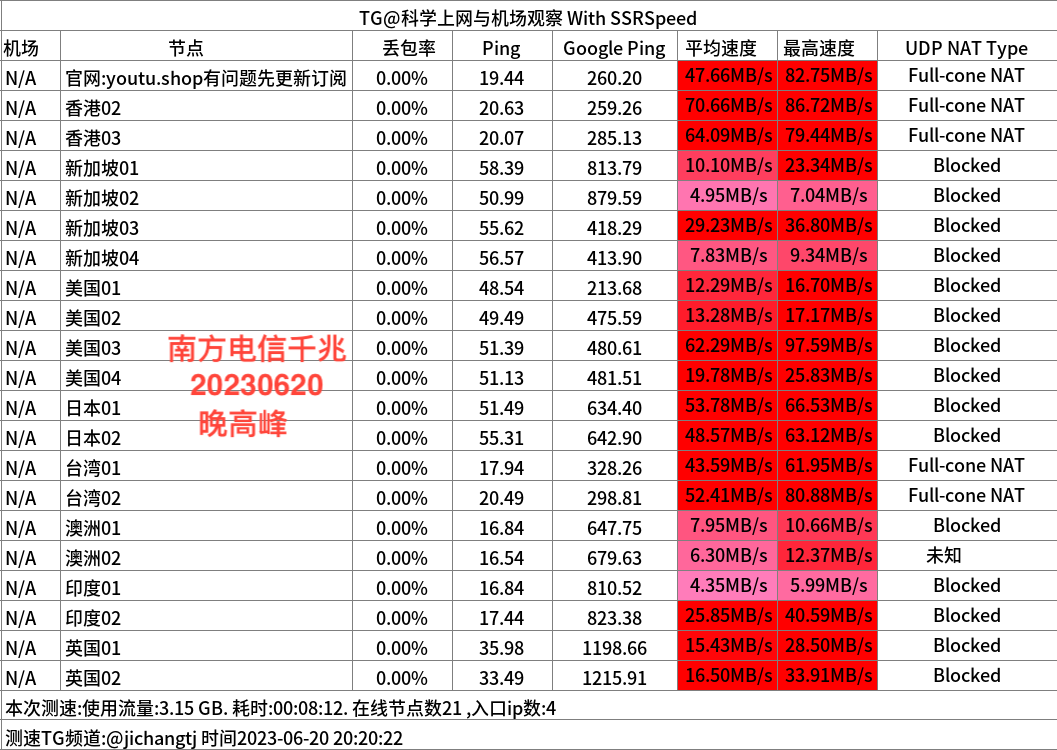 TG@科学上网与机场观察 With SSRSpeed
机场 节点 丢包率 Ping Google Ping 平均速度 最高速度 UDP NAT Type
N/A 官网:youtu.shop有问题先更新订阅 0.00% 19.44 260.20 47.66MB/s 82.75MB/s Full-cone NAT
N/A 香港02 0.00% 20.63 259.26 70.66MB/s 86.72MB/s Full-cone NAT
N/A 香港03 0.00% 20.07 285.13 64.09MB/s 79.44MB/s Full-cone NAT
N/A 新加坡01 0.00% 58.39 813.79 10.10MB/s 23.34MB/s Blocked
N/A 新加坡02 0.00% 50.99 879.59 4.95MB/s 7.04MB/s Blocked
N/A 新加坡03 0.00% 55.62 418.29 29.23MB/s 36.80MB/s Blocked
N/A 新加坡04 0.00% 56.57 413.90 7.83MB/s 9.34MB/s Blocked
N/A 美国01 0.00% 48.54 213.68 12.29MB/s 16.70MB/s Blocked
N/A 美国02 0.00% 49.49 475.59 13.28MB/s 17.17MB/s Blocked
N/A 美国03 0.00% 51.39 480.61 62.29MB/s 97.59MB/s Blocked
N/A 美国04 0.00% 51.13 481.51 19.78MB/s 25.83MB/s Blocked
N/A 日本01 0.00% 51.49 634.40 53.78MB/s 66.53MB/s Blocked
N/A 日本02 0.00% 55.31 642.90 48.57MB/s 63.12MB/s Blocked
N/A 台湾01 0.00% 17.94 328.26 43.59MB/s 61.95MB/s Full-cone NAT
N/A 台湾02 0.00% 20.49 298.81 52.41MB/s 80.88MB/s Full-cone NAT
N/A 澳洲01 0.00% 16.84 647.75 7.95MB/s 10.66MB/s Blocked
N/A 澳洲02 0.00% 16.54 679.63 6.30MB/s 12.37MB/s 未知
N/A 印度01 0.00% 16.84 810.52 4.35MB/s 5.99MB/s Blocked
N/A 印度02 0.00% 17.44 823.38 25.85MB/s 40.59MB/s Blocked
N/A 英国01 0.00% 35.98 1198.66 15.43MB/s 28.50MB/s Blocked
N/A 英国02 0.00% 33.49 1215.91 16.50MB/s 33.91MB/s Blocked
南方电信千兆
20230620
晚高峰
本次测速:使用流量:3.15 GB. 耗时:00:08:12. 在线节点数21 ,入口ip数:4
测速TG频道:@jichangtj 时间2023-06-20 20:20:22